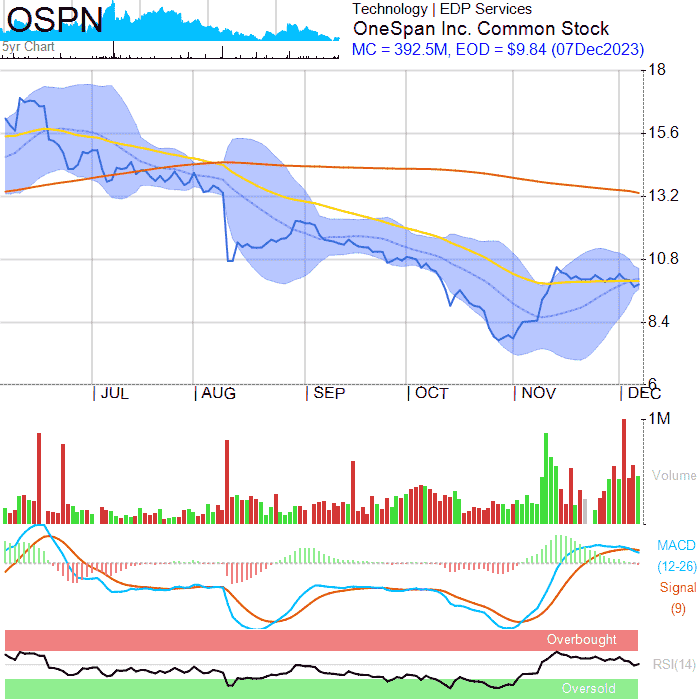 OSPN
5yr Chart
Technology | EDP Services
OneSpan Inc. Common Stock
MC = 392.5M, EOD = $9.84 (07Dec2023)
18
15.6
13.2
10.8
8.4
6
JUL AUG SEP OCT NOV DEC
1M
Volume
MACD
(12-26)
Signal
(9)
Overbought
RSI(14)
Oversold